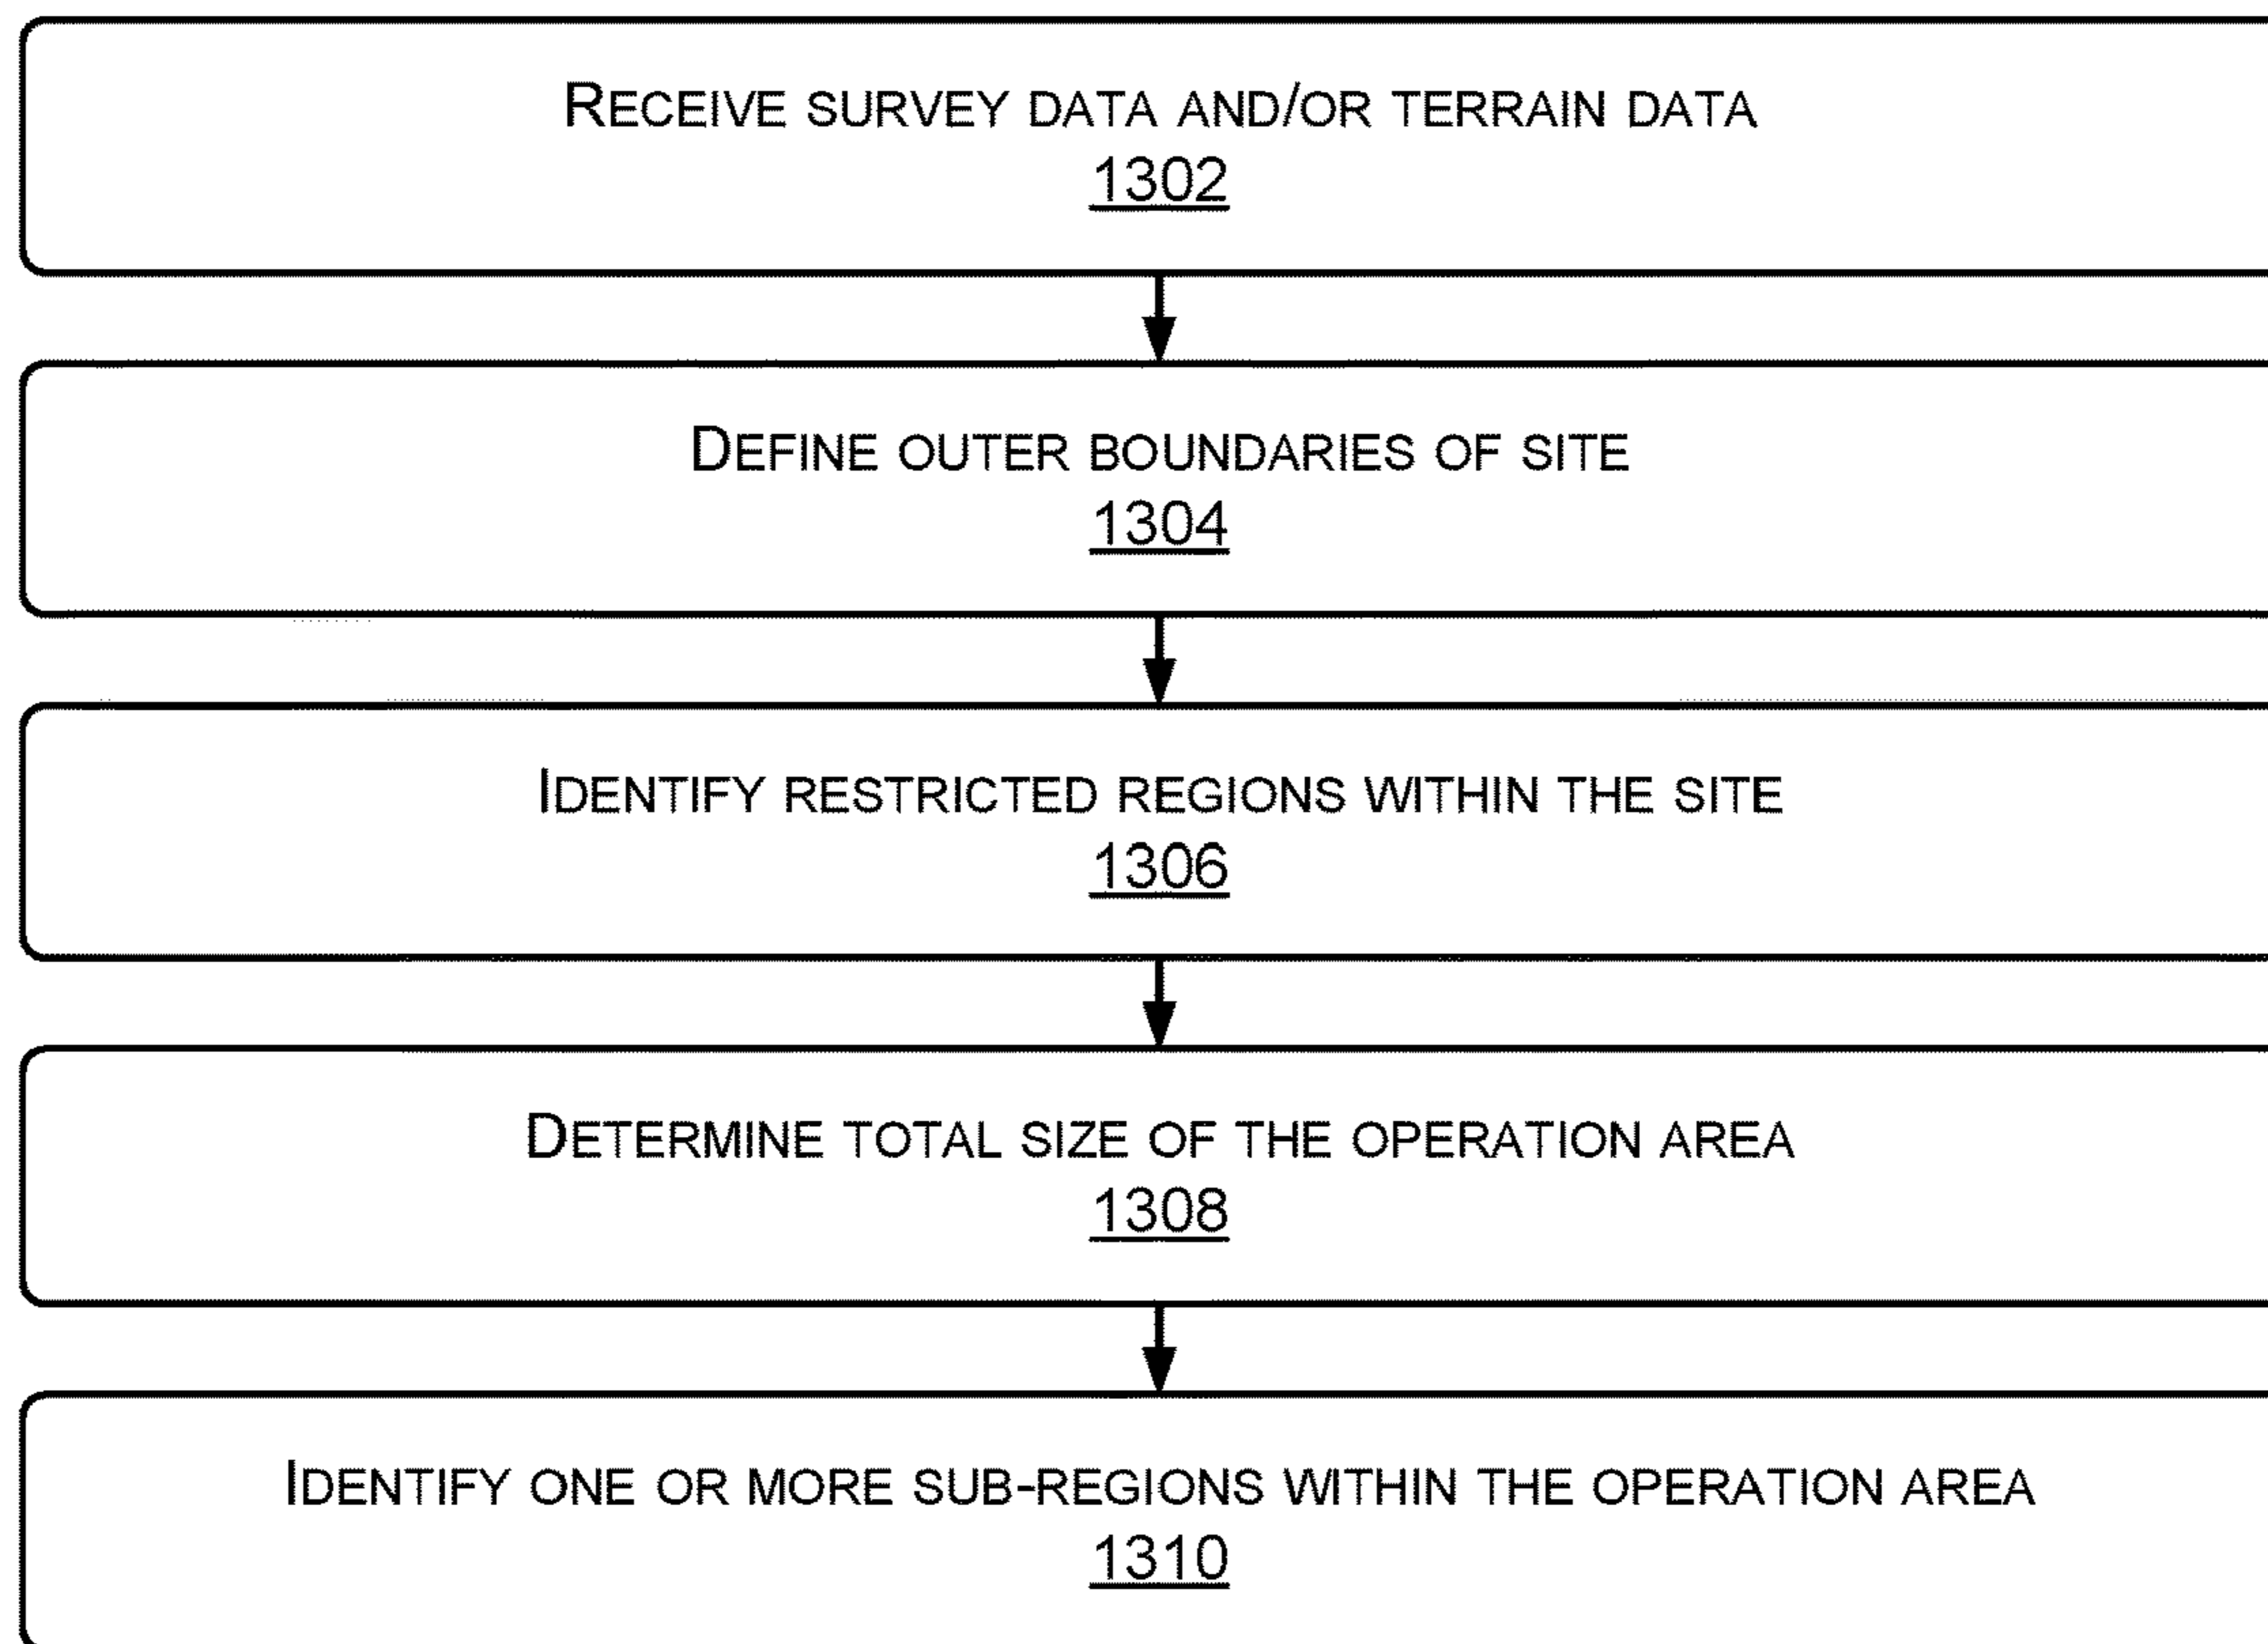 RECEIVE SURVEY DATA AND/OR TERRAIN DATA
1302
DEFINE OUTER BOUNDARIES OF SITE
1304
IDENTIFY RESTRICTED REGIONS WITHIN THE SITE
1306
DETERMINE TOTAL SIZE OF THE OPERATION AREA
1308
IDENTIFY ONE OR MORE SUB-REGIONS WITHIN THE OPERATION AREA
1310